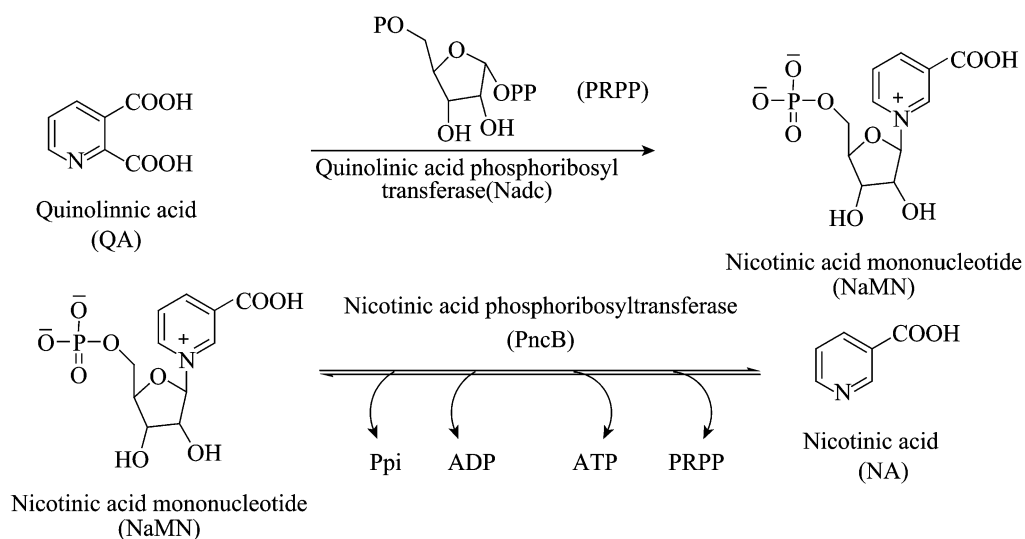 PO
O
OPP
OH
OH
(PRPP)
COOH
COOH
N
Quinolinnic acid
(QA)
Quinolinic acid phosphoribosyl
transferase(Nadc)
COOH
N
+
O
O
P
O
O
O
HO
OH
Nicotinic acid mononucleotide
(NaMN)
COOH
N
+
O
O
P
O
O
O
HO
OH
Nicotinic acid mononucleotide
(NaMN)
Nicotinic acid phosphoribosyltransferase
(PncB)
Ppi
ADP
ATP
PRPP
COOH
N
Nicotinic acid
(NA)